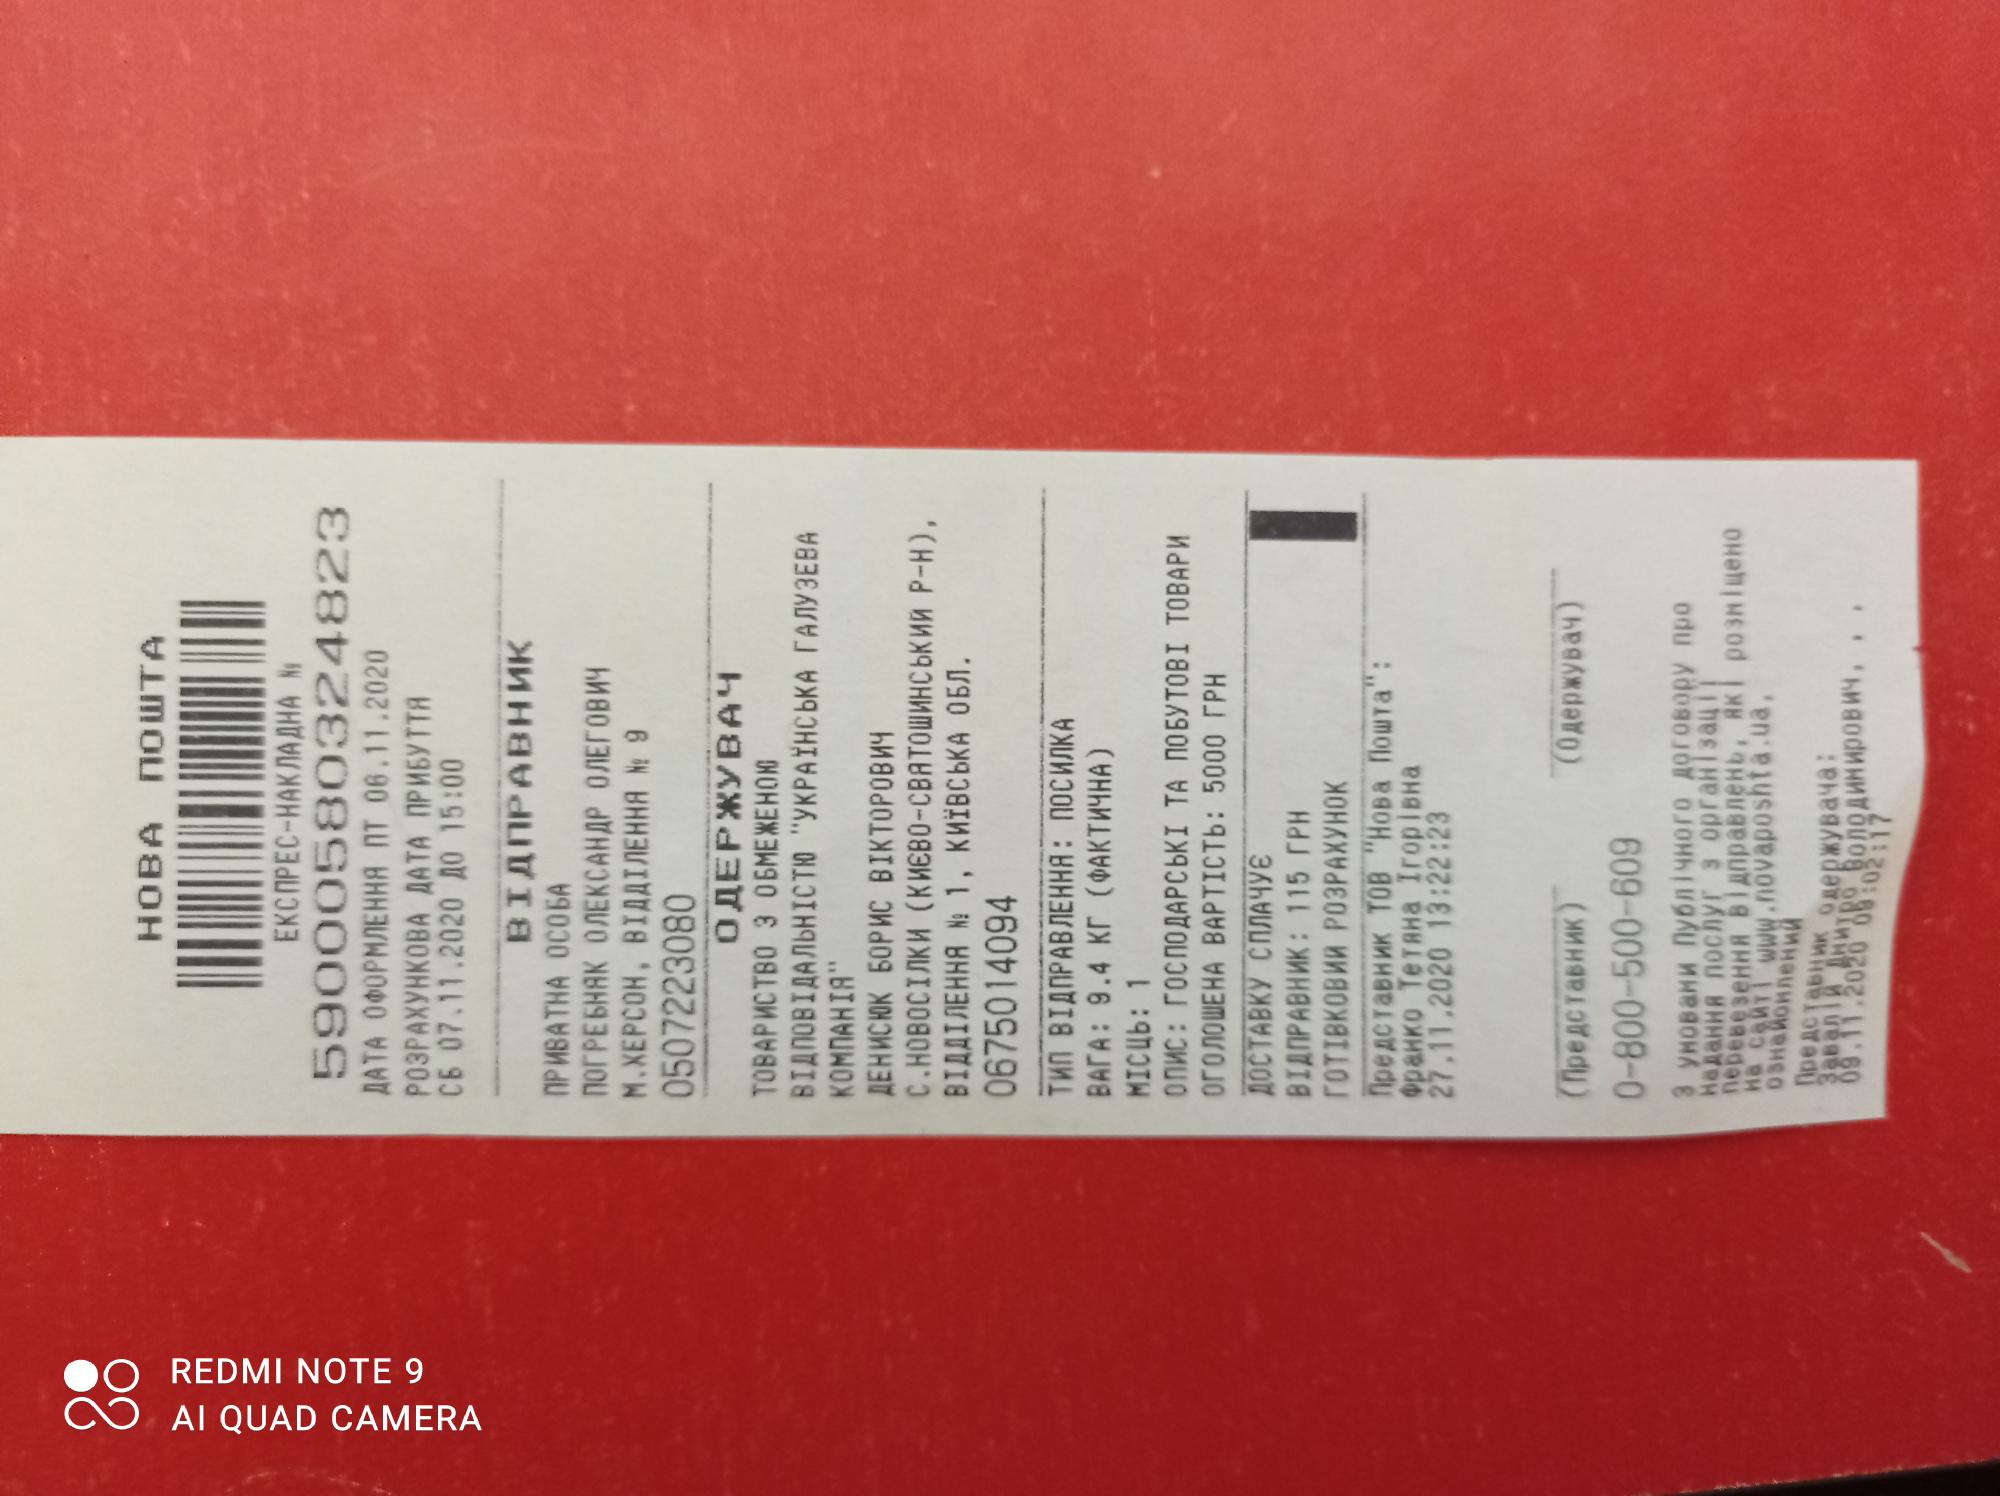 НОВА ПОШТА
ЕКСПРЕС-НАКЛАДНА №
59000580324823
ДАТА ОФОРМЛЕННЯ ПТ 06.11.2020
РОЗРАХУНКОВА ДАТА ПРИБУТТЯ
СБ 07.11.2020 ДО 15:00
ВІДПРАВНИК
ПРИВАТНА ОСОБА
ПОГРЕБНЯК ОЛЕКСАНДР ОЛЕГОВИЧ
М.ХЕРСОН, ВІДДІЛЕННЯ № 9
0507223080
ОДЕРЖУВАЧ
ТОВАРИСТВО З ОБМЕЖЕНОЮ
ВІДПОВІДАЛЬНІСТЮ "УКРАЇНСЬКА ГАЛУЗЕВА
КОМПАНІЯ"
ДЕНИСЮК БОРИС ВІКТОРОВИЧ
С.НОВОСІЛКИ (КИЄВО-СВЯТОШИНСЬКИЙ Р-Н),
ВІДДІЛЕННЯ № 1, КИЇВСЬКА ОБЛ.
0675014094
ТИП ВІДПРАВЛЕННЯ: ПОСИЛКА
ВАГА: 9.4 КГ (ФАКТИЧНА)
МІСЦЬ: 1
ОПИС: ГОСПОДАРСЬКІ ТА ПОБУТОВІ ТОВАРИ
ОГОЛОШЕНА ВАРТІСТЬ: 5000 ГРН
ДОСТАВКУ СПЛАЧУЄ
ВІДПРАВНИК: 115 ГРН
ГОТІВКОВИЙ РОЗРАХУНОК
Представник ТОВ "Нова Пошта":
Франко Тетяна Ігорівна
27.11.2020 13:22:23
(Представник) (Одержувач)
0-800-500-609
З умовами Публічного договору про
надання послуг з організації
перевезення відправлень, які розміщено
на сайті www.novaposhta.ua,
ознайомлений
Представник одержувача:
Завалій Дмитро Володимирович, , ,
09.11.2020 09:02:17
REDMI NOTE 9
AI QUAD CAMERA